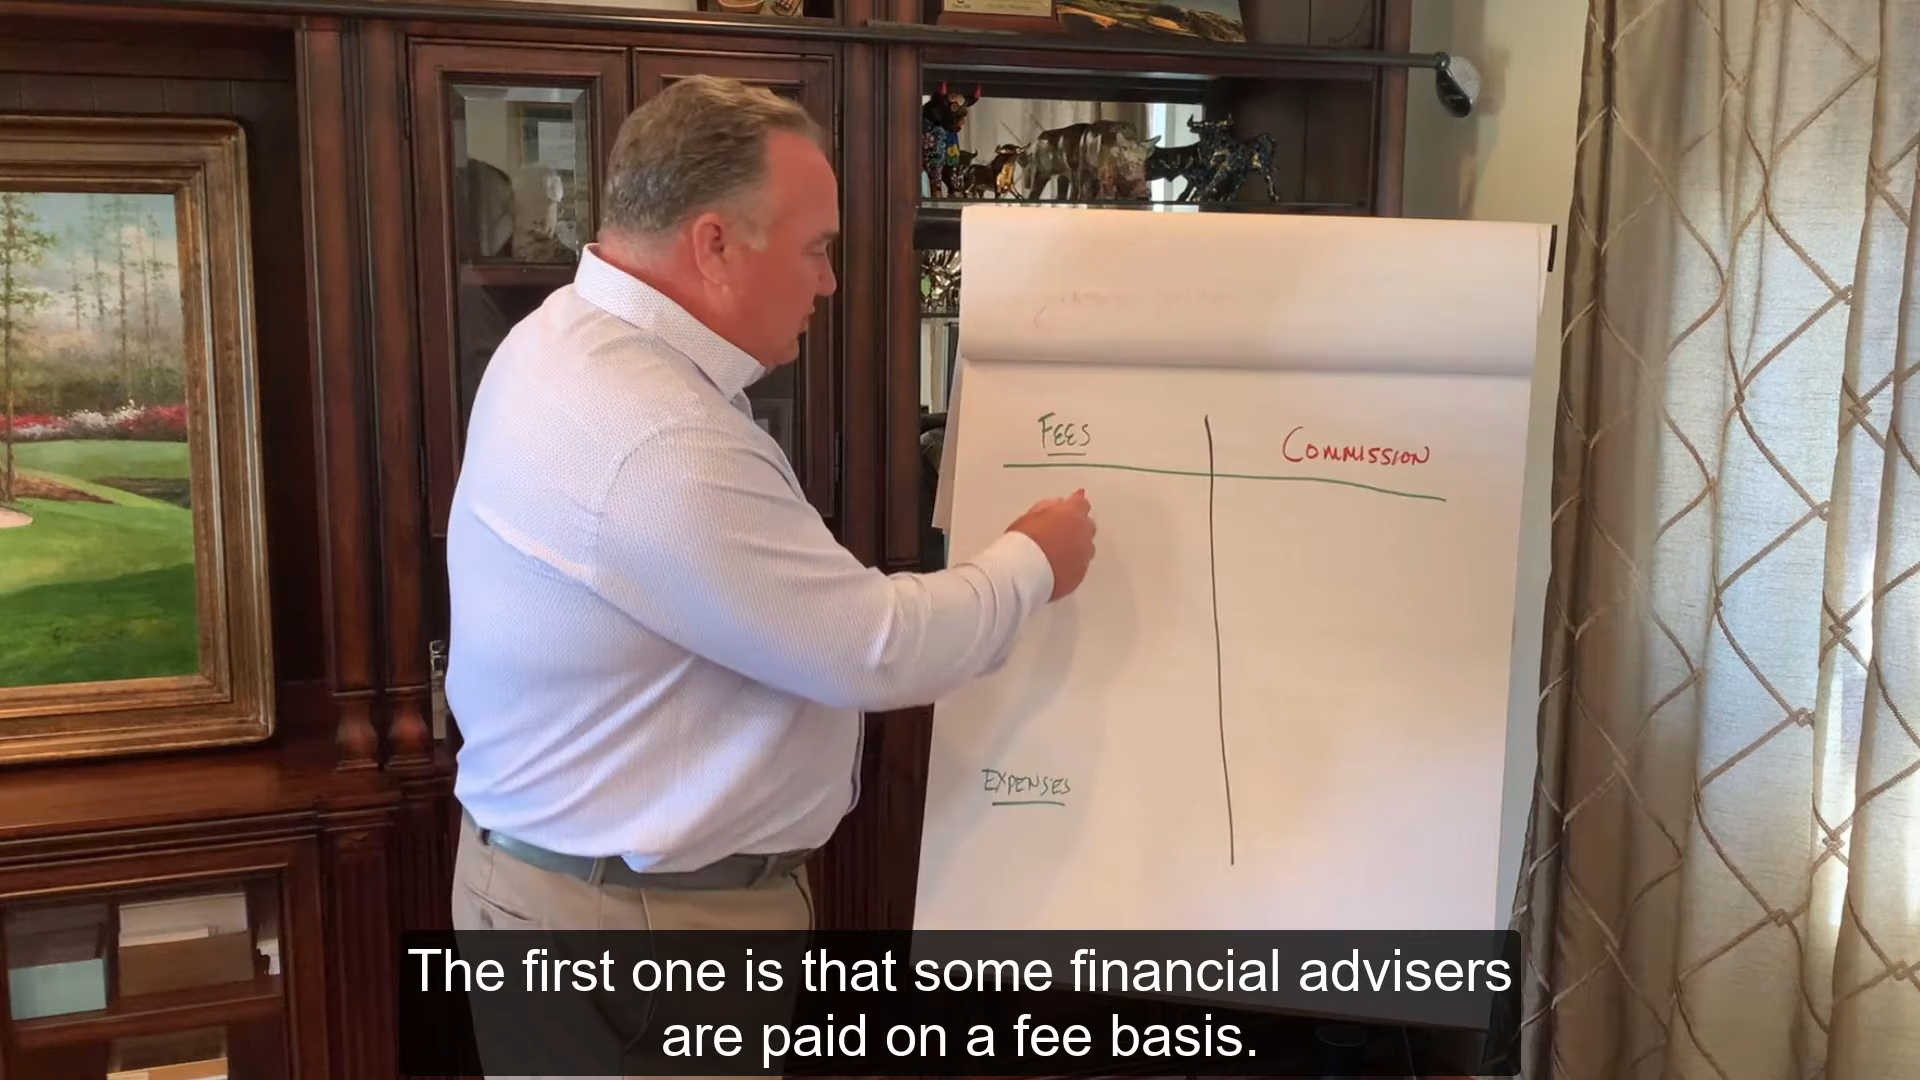 FEES
COMMISSION
EXPENSES
The first one is that some financial advisers
are paid on a fee basis.